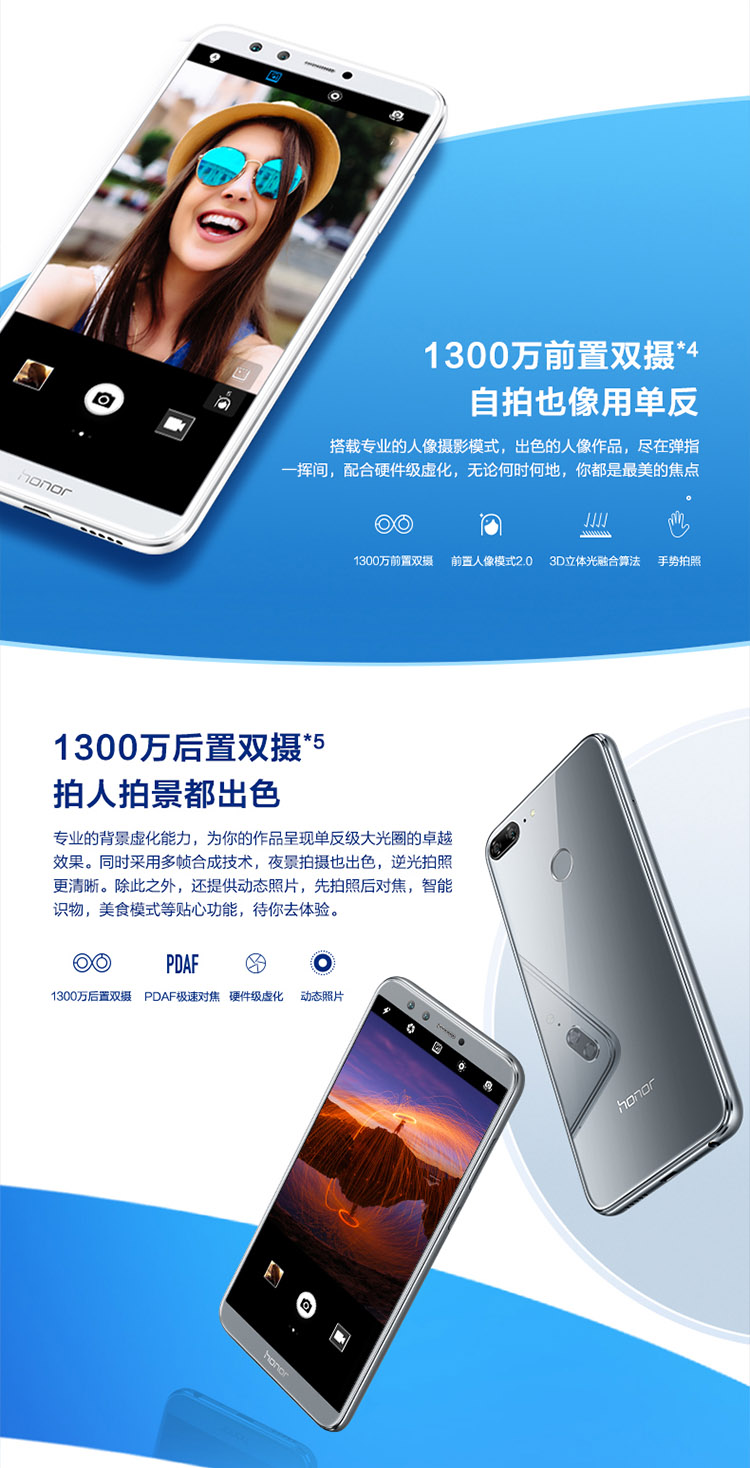 honor
1300万前置双摄*4
自拍也像用单反
搭载专业的人像摄影模式，出色的人像作品，尽在弹指
一挥间，配合硬件级虚化，无论何时何地，你都是最美的焦点
。
1300万前置双摄 前置人像模式2.0 3D立体光融合算法 手势拍照
1300万后置双摄*5
拍人拍景都出色
专业的背景虚化能力，为你的作品呈现单反级大光圈的卓越
效果。同时采用多帧合成技术，夜景拍摄也出色，逆光拍照
更清晰。除此之外，还提供动态照片，先拍照后对焦，智能
识物，美食模式等贴心功能，待你去体验。
PDAF
1300万后置双摄 PDAF极速对焦 硬件级虚化 动态照片
honor
honor